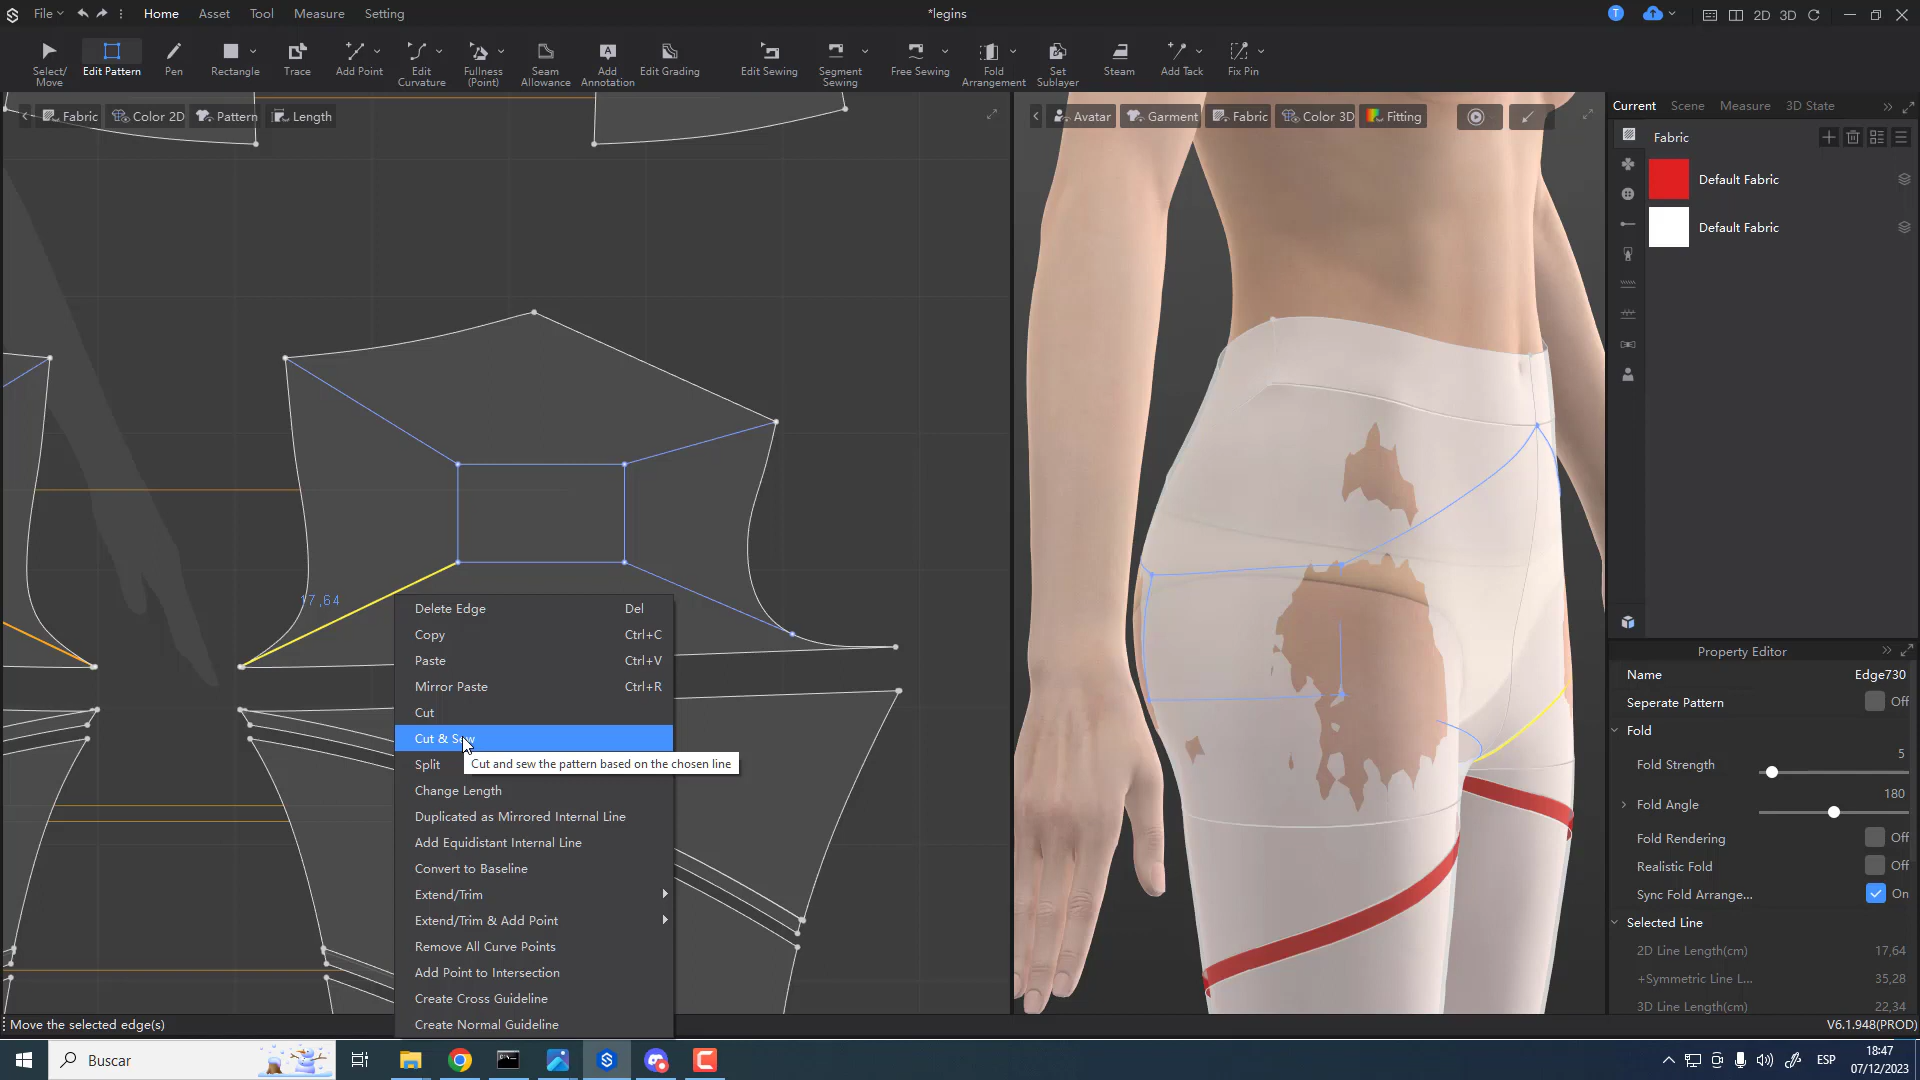 File
Home
Asset
Tool
Measure
Setting
*legins
T
2D
3D
Select/
Move
Edit Pattern
Pen
Rectangle
Trace
Add Point
Edit
Curvature
Fullness
(Point)
Seam
Allowance
Add
Annotation
Edit Grading
Edit Sewing
Segment
Sewing
Free Sewing
Fold
Arrangement
Set
Sublayer
Steam
Add Tack
Fix Pin
Fabric
Color 2D
Pattern
Length
Avatar
Garment
Fabric
Color 3D
Fitting
Current
Scene
Measure
3D State
Fabric
Default Fabric
Default Fabric
17,64
Delete Edge Del
Copy Ctrl+C
Paste Ctrl+V
Mirror Paste Ctrl+R
Cut
Cut & Sew
Split
Cut and sew the pattern based on the chosen line
Change Length
Duplicated as Mirrored Internal Line
Add Equidistant Internal Line
Convert to Baseline
Extend/Trim
Extend/Trim & Add Point
Remove All Curve Points
Add Point to Intersection
Create Cross Guideline
Create Normal Guideline
Property Editor
Name Edge730
Seperate Pattern Off
Fold
Fold Strength 5
Fold Angle 180
Fold Rendering Off
Realistic Fold Off
Sync Fold Arrange... On
Selected Line
2D Line Length(cm) 17,64
+Symmetric Line L... 35,28
3D Line Length(cm) 22,34
Move the selected edge(s)
V6.1.948(PROD)
Buscar
ESP
18:47
07/12/2023